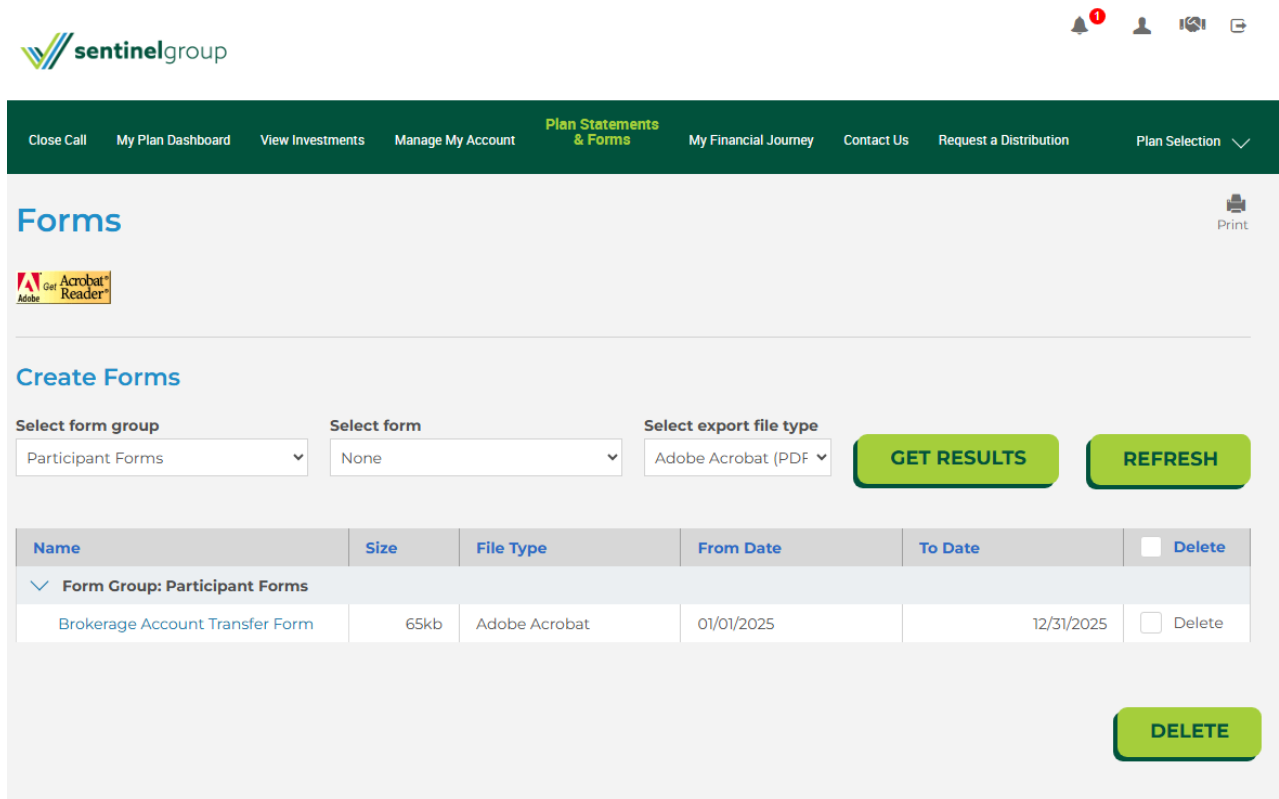 1
sentinelgroup
Close Call My Plan Dashboard View Investments Manage My Account Plan Statements & Forms My Financial Journey Contact Us Request a Distribution Plan Selection
Forms
Print
Adobe Get Acrobat® Reader®
Create Forms
Select form group Select form Select export file type
Participant Forms None Adobe Acrobat (PDF GET RESULTS REFRESH
Name Size File Type From Date To Date Delete
Form Group: Participant Forms
Brokerage Account Transfer Form 65kb Adobe Acrobat 01/01/2025 12/31/2025 Delete
DELETE